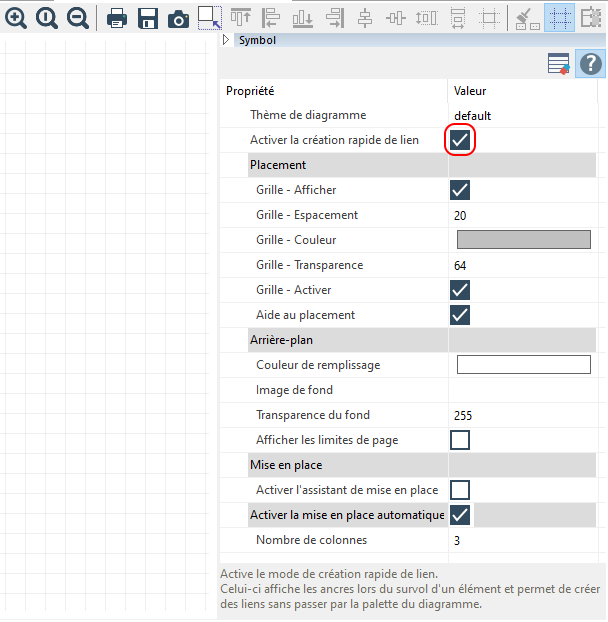 Symbol
Propriété Valeur
Thème de diagramme default
Activer la création rapide de lien
Placement
Grille - Afficher
Grille - Espacement 20
Grille - Couleur
Grille - Transparence 64
Grille - Activer
Aide au placement
Arrière-plan
Couleur de remplissage
Image de fond
Transparence du fond 255
Afficher les limites de page
Mise en place
Activer l'assistant de mise en place
Activer la mise en place automatique
Nombre de colonnes 3
Active le mode de création rapide de lien.
Celui-ci affiche les ancres lors du survol d'un élément et permet de créer
des liens sans passer par la palette du diagramme.